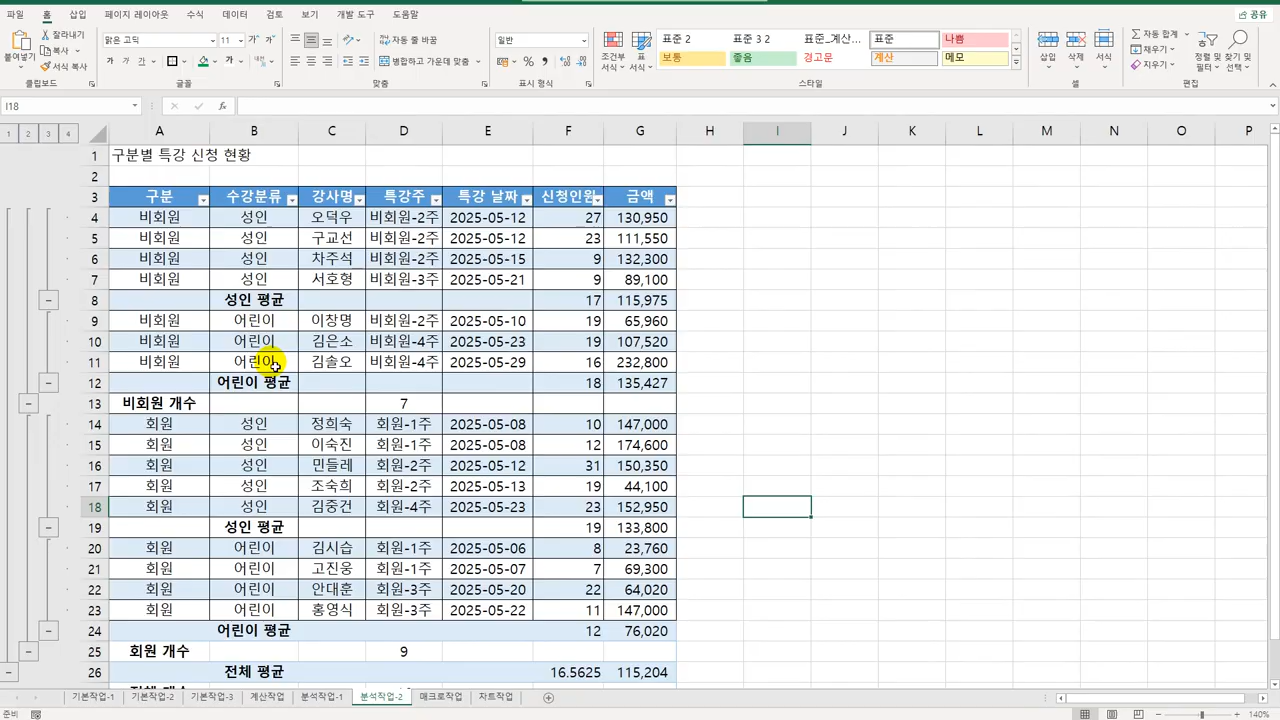 파일 홈 삽입 페이지 레이아웃 수식 데이터 검토 보기 개발 도구 도움말 공유
붙여넣기 잘라내기 복사 서식 복사 클립보드
맑은 고딕 11 가 가 가 가 가 글꼴
자동 줄 바꿈 병합하고 가운데 맞춤 맞춤
일반 % 표시 형식
조건부 서식 표 서식
표준 2 표준 3 2 표준_계산... 표준 나쁨
보통 좋음 경고문 계산 메모
스타일
삽입 삭제 서식 셀
자동 합계 채우기 지우기 정렬 및 필터 찾기 및 선택 편집
I18 fx
1 2 3 4 A B C D E F G H I J K L M N O P
1 구분별 특강 신청 현황
2
3 구분 수강분류 강사명 특강주 특강 날짜 신청인원 금액
4 비회원 성인 오덕우 비회원-2주 2025-05-12 27 130,950
5 비회원 성인 구교선 비회원-2주 2025-05-12 23 111,550
6 비회원 성인 차주석 비회원-2주 2025-05-15 9 132,300
7 비회원 성인 서호형 비회원-3주 2025-05-21 9 89,100
8 성인 평균 17 115,975
9 비회원 어린이 이창명 비회원-2주 2025-05-10 19 65,960
10 비회원 어린이 김은소 비회원-4주 2025-05-23 19 107,520
11 비회원 어린이 김솔오 비회원-4주 2025-05-29 16 232,800
12 어린이 평균 18 135,427
13 비회원 개수 7
14 회원 성인 정희숙 회원-1주 2025-05-08 10 147,000
15 회원 성인 이숙진 회원-1주 2025-05-08 12 174,600
16 회원 성인 민들레 회원-2주 2025-05-12 31 150,350
17 회원 성인 조숙희 회원-2주 2025-05-13 19 44,100
18 회원 성인 김중건 회원-4주 2025-05-23 23 152,950
19 성인 평균 19 133,800
20 회원 어린이 김시습 회원-1주 2025-05-06 8 23,760
21 회원 어린이 고진웅 회원-1주 2025-05-07 7 69,300
22 회원 어린이 안대훈 회원-3주 2025-05-20 22 64,020
23 회원 어린이 홍영식 회원-3주 2025-05-22 11 147,000
24 어린이 평균 12 76,020
25 회원 개수 9
26 전체 평균 16.5625 115,204
기본작업-1 기본작업-2 기본작업-3 계산작업 분석작업-1 분석작업-2 매크로작업 차트작업
준비 140%